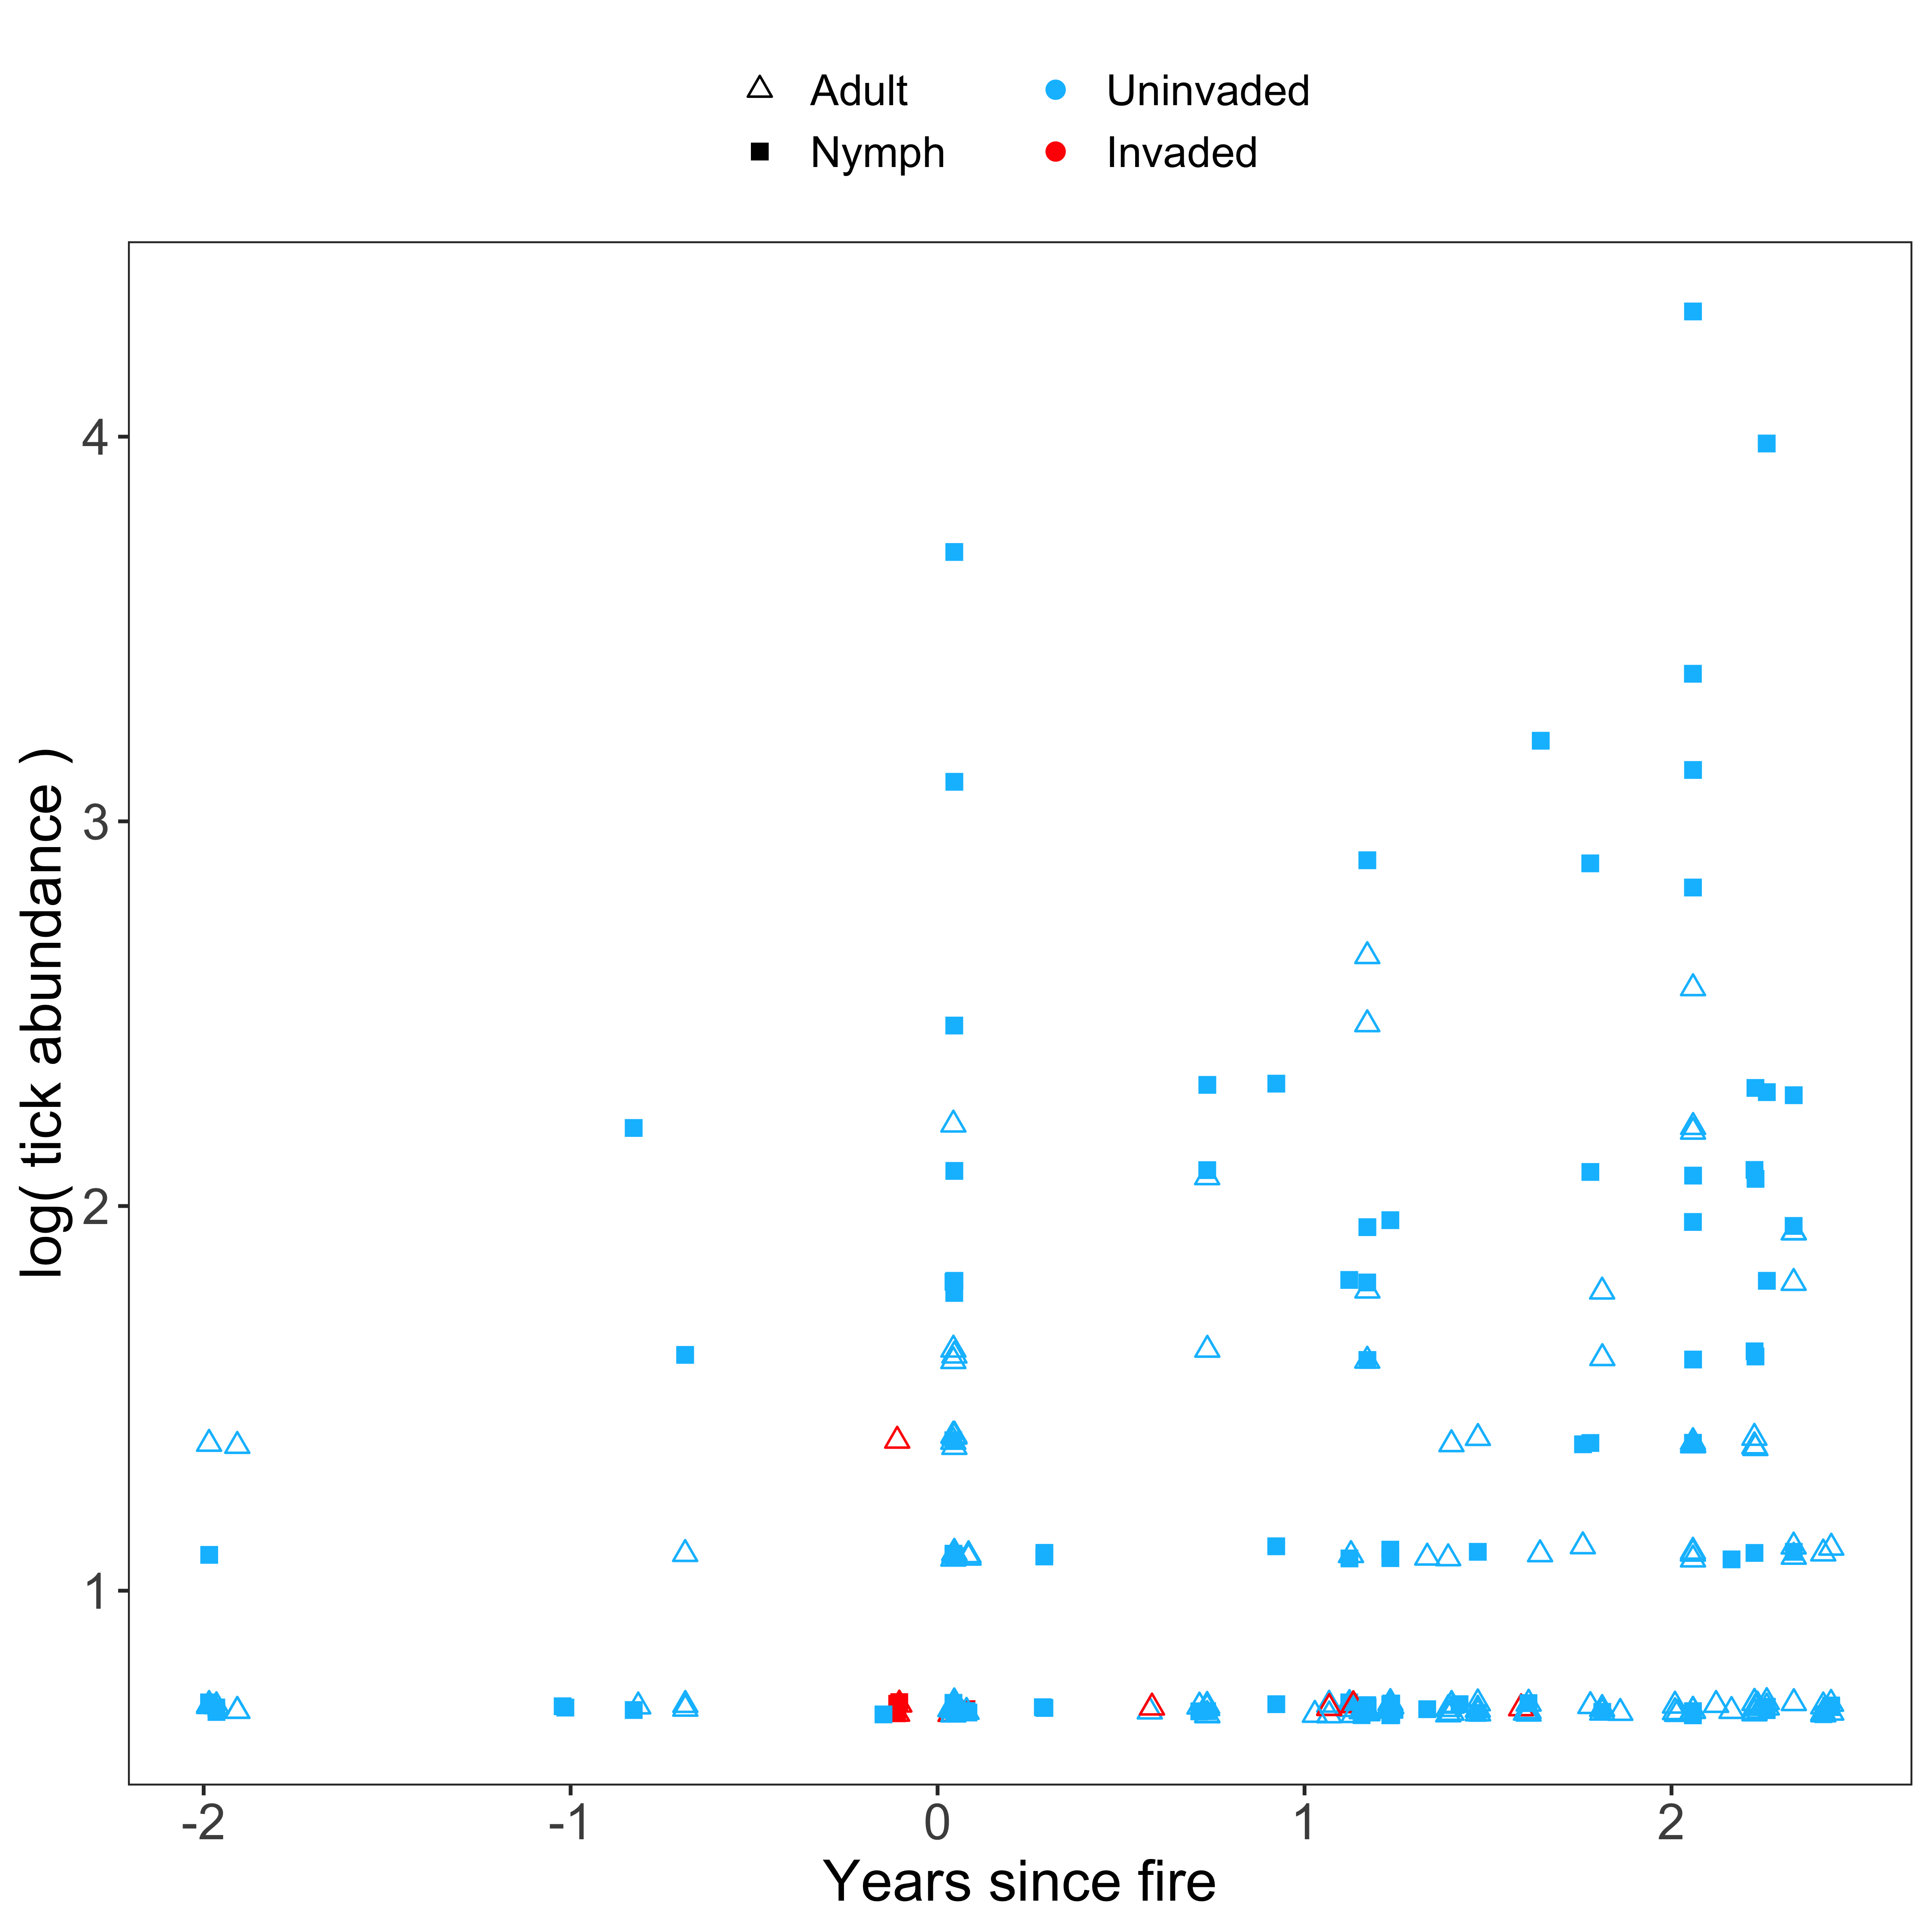 Adult
Uninvaded
Nymph
Invaded
4
3
2
1
log( tick abundance )
-2
-1
0
1
2
Years since fire